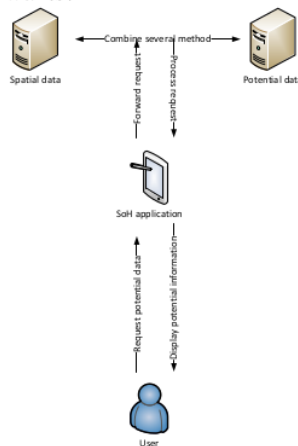 Combine several method
Spatial data
Potential dat
Forward request
Process request
SoH application
Request potential data
Display potential information
User